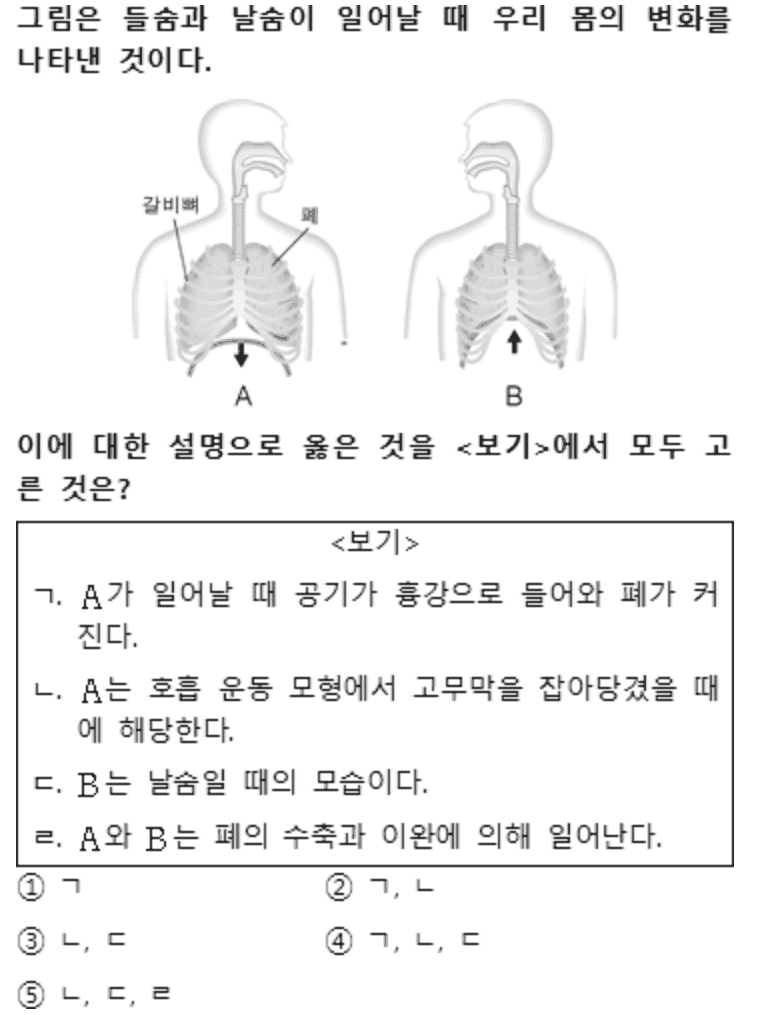 그림은 들숨과 날숨이 일어날 때 우리 몸의 변화를
나타낸 것이다.
갈비뼈
폐
A
B
이에 대한 설명으로 옳은 것을 <보기>에서 모두 고
른 것은?
<보기>
ㄱ. A가 일어날 때 공기가 흉강으로 들어와 폐가 커
진다.
ㄴ. A는 호흡 운동 모형에서 고무막을 잡아당겼을 때
에 해당한다.
ㄷ. B는 날숨일 때의 모습이다.
ㄹ. A와 B는 폐의 수축과 이완에 의해 일어난다.
① ㄱ ② ㄱ, ㄴ
③ ㄴ, ㄷ ④ ㄱ, ㄴ, ㄷ
⑤ ㄴ, ㄷ, ㄹ